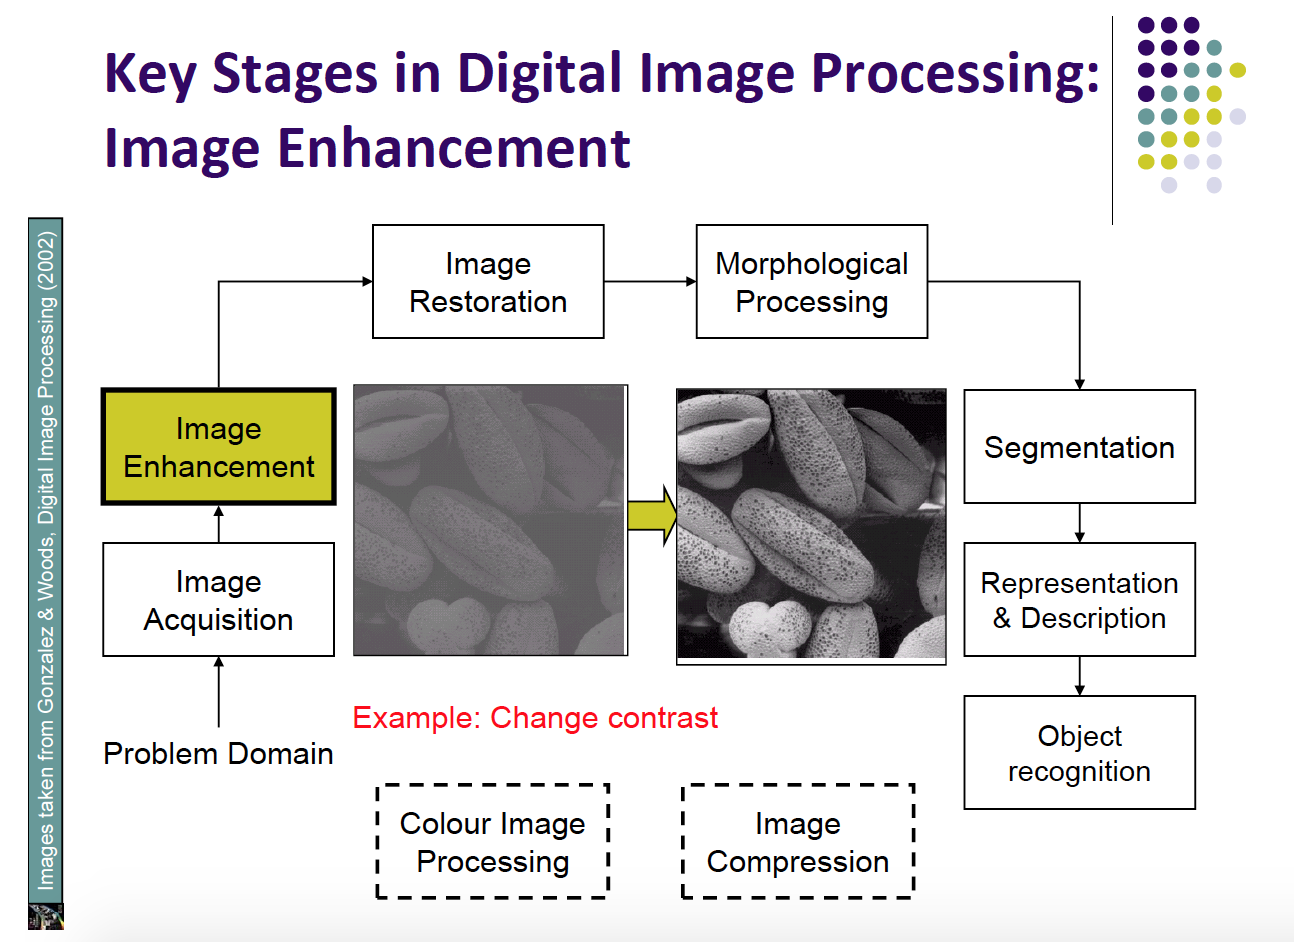 Key Stages in Digital Image Processing:
Image Enhancement
Images taken from Gonzalez & Woods, Digital Image Processing (2002)
Image
Restoration
Morphological
Processing
Image
Enhancement
Segmentation
Image
Acquisition
Representation
& Description
Example: Change contrast
Problem Domain
Object
recognition
Colour Image
Processing
Image
Compression